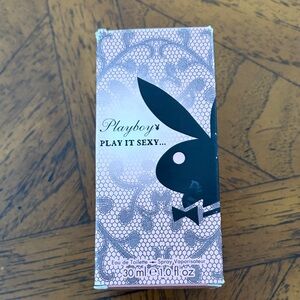 Playboy
PLAY IT SEXY...
Eau de Toilette — Spray Vaporisateur
30 ml e 1.0 fl oz